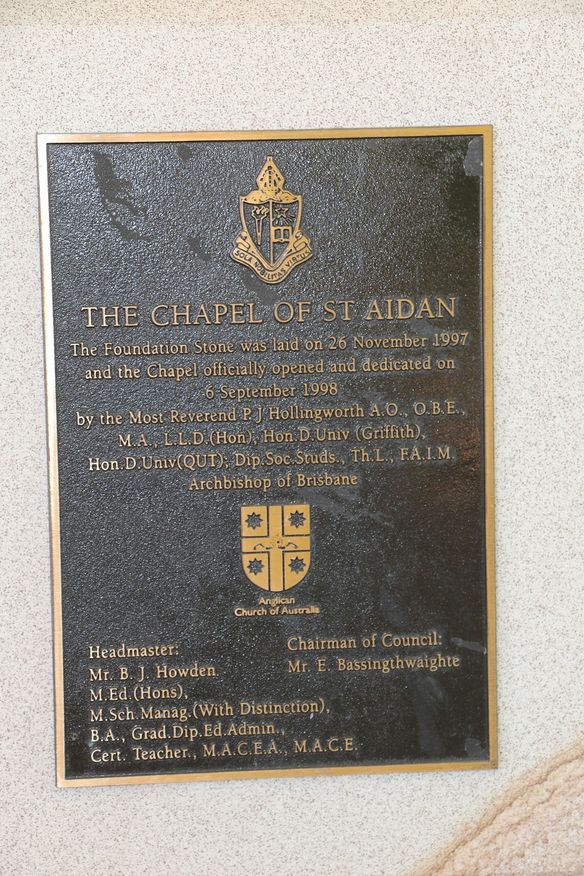 SOLA NOBILITAS VIRTUS
THE CHAPEL OF ST AIDAN
The Foundation Stone was laid on 26 November 1997
and the Chapel officially opened and dedicated on
6 September 1998
by the Most Reverend P J Hollingworth A.O., O.B.E.,
M.A., L.L.D.(Hon), Hon.D.Univ (Griffith),
Hon.D.Univ(QUT); Dip.Soc.Studs., Th.L., F.A.I.M.
Archbishop of Brisbane
Anglican
Church of Australia
Headmaster:
Mr. B. J. Howden.
M.Ed.(Hons),
M.Sch.Manag.(With Distinction),
B.A., Grad.Dip.Ed.Admin.,
Cert. Teacher., M.A.C.E.A., M.A.C.E.
Chairman of Council:
Mr. E. Bassingthwaighte